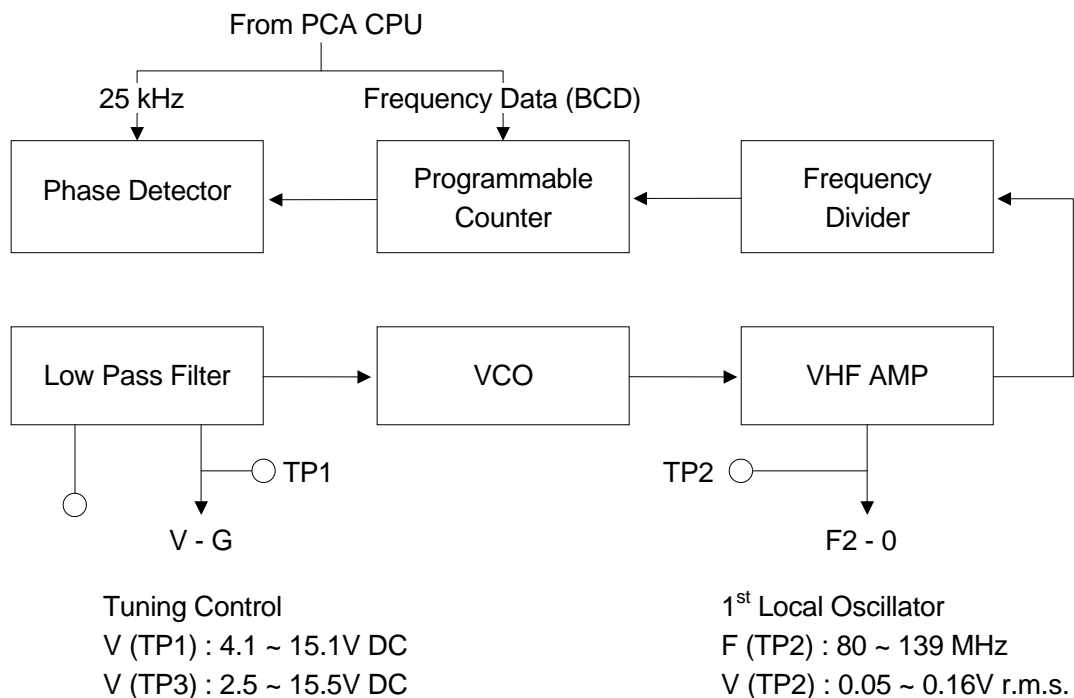 From PCA CPU
25 kHz
Frequency Data (BCD)
Phase Detector
Programmable
Counter
Frequency
Divider
Low Pass Filter
VCO
VHF AMP
TP1
TP2
V - G
F2 - 0
Tuning Control
V (TP1) : 4.1 ~ 15.1V DC
V (TP3) : 2.5 ~ 15.5V DC
1st Local Oscillator
F (TP2) : 80 ~ 139 MHz
V (TP2) : 0.05 ~ 0.16V r.m.s.